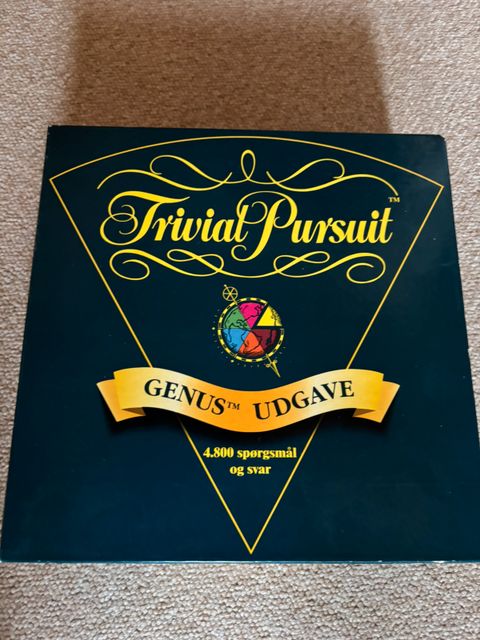 Trivial Pursuit™
GENUS™ UDGAVE
4.800 spørgsmål
og svar